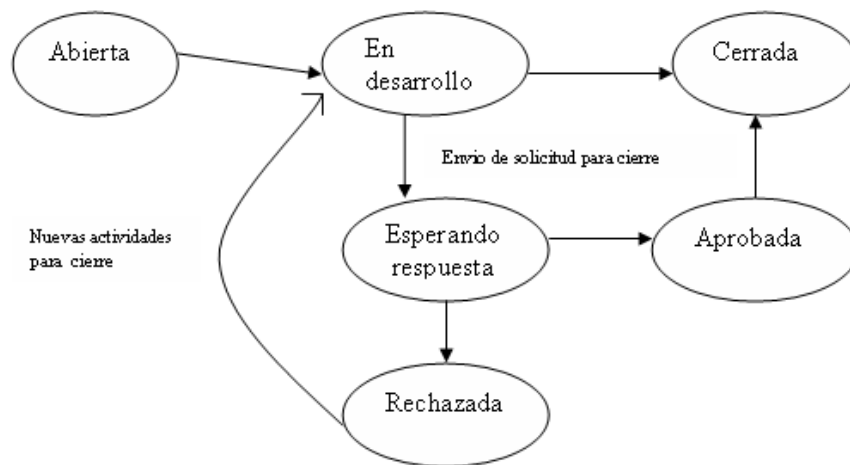 Abierta
En
desarrollo
Cerrada
Envio de solicitud para cierre
Nuevas actividades
para cierre
Esperando
respuesta
Aprobada
Rechazada